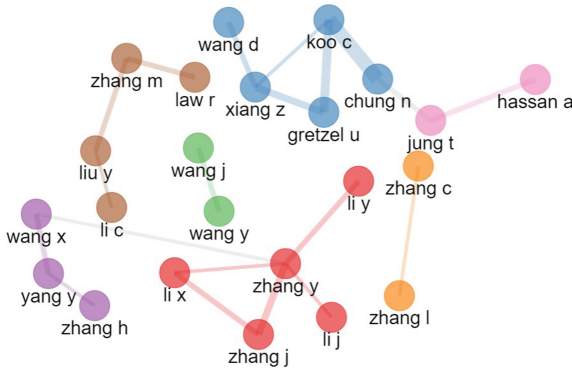 wang d
koo c
zhang m
law r
xiang z
chung n
hassan a
gretzel u
jung t
wang j
liu y
zhang c
li y
li c
wang y
wang x
zhang y
li x
yang y
zhang l
zhang h
li j
zhang j